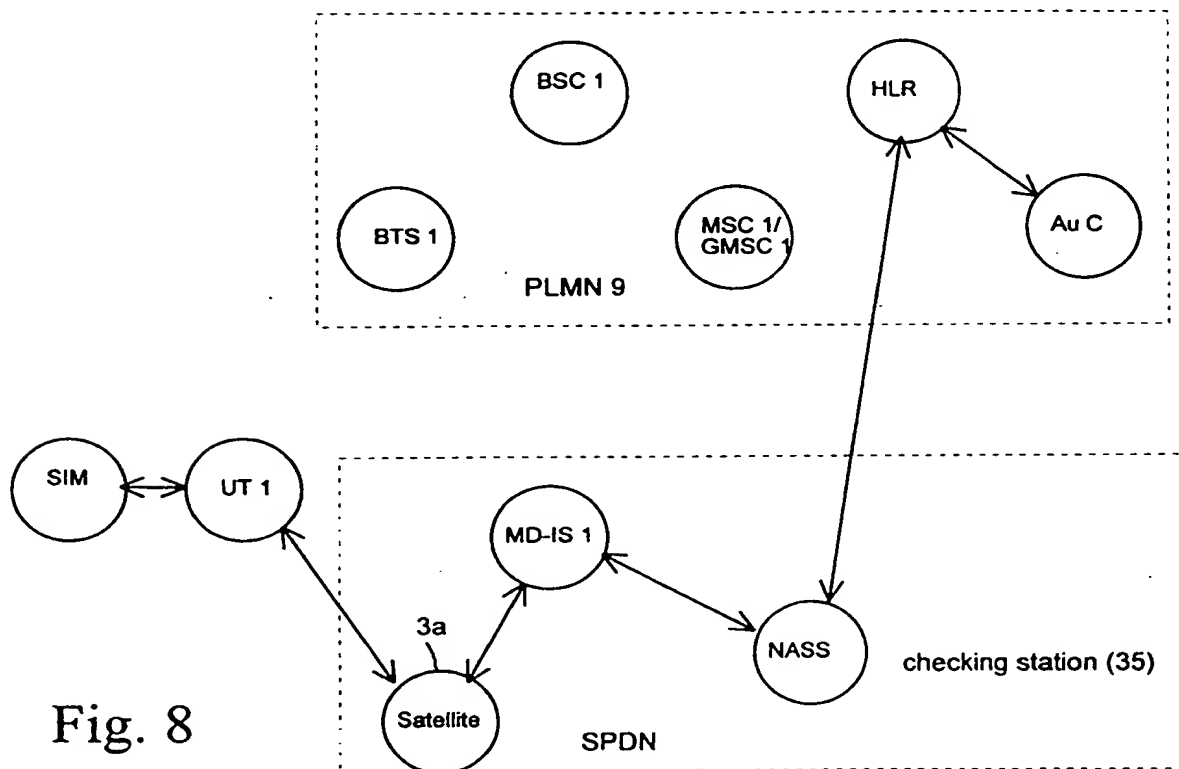 BSC 1
HLR
BTS 1
MSC 1/
GMSC 1
Au C
PLMN 9
SIM
UT 1
MD-IS 1
3a
NASS
checking station (35)
Satellite
SPDN
Fig. 8